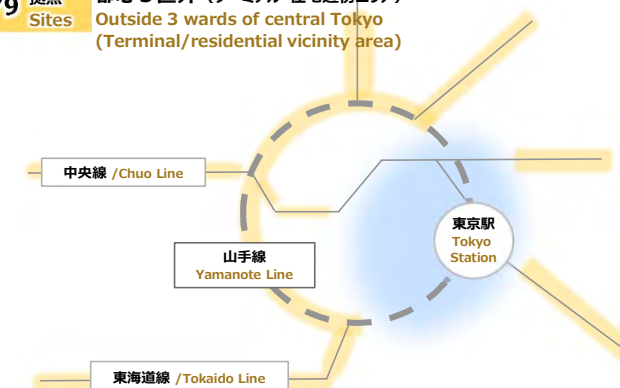 Sites
Outside 3 wards of central Tokyo
(Terminal/residential vicinity area)
中央線 /Chuo Line
東京駅
Tokyo
Station
山手線
Yamanote Line
東海道線 /Tokaido Line